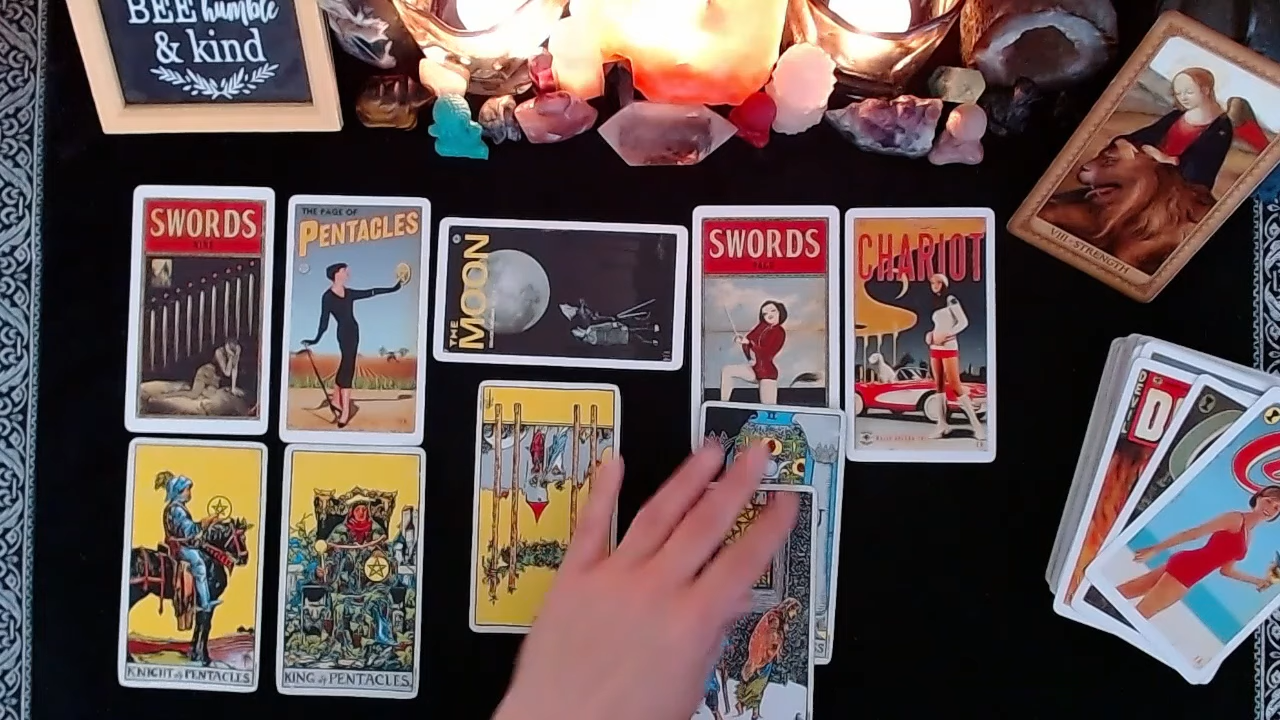 BEE humble
& kind
SWORDS
NINE
THE PAGE OF
PENTACLES
THE
MOON
SWORDS
PAGE
CHARIOT
VIII - STRENGTH
KNIGHT of PENTACLES.
KING of PENTACLES.